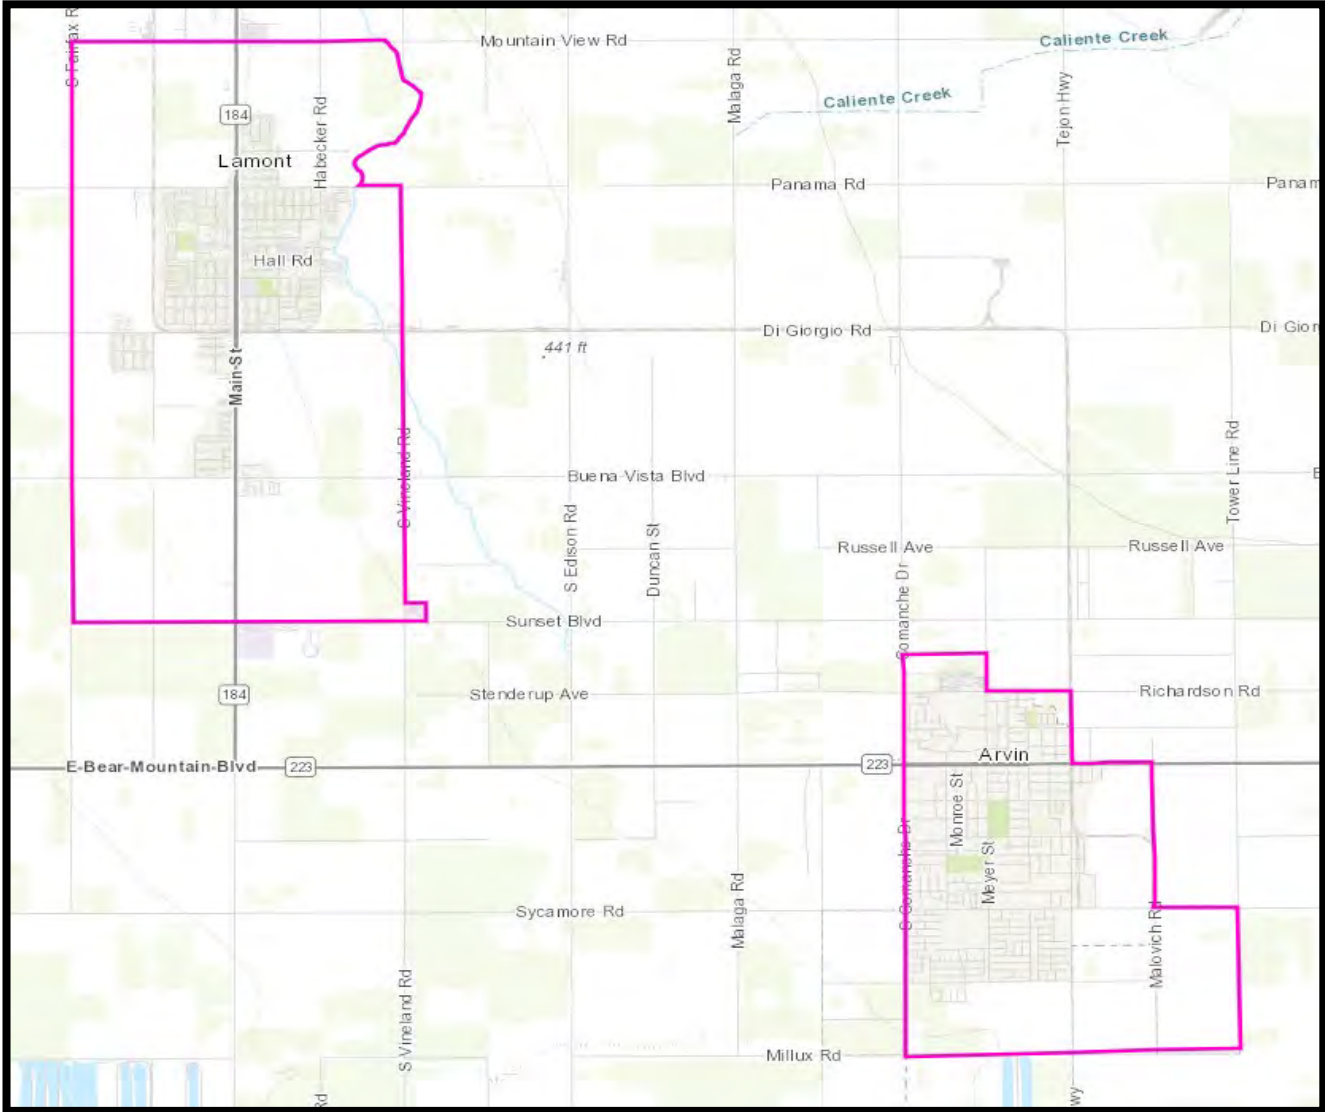 S Fairfax R
Mountain View Rd
Caliente Creek
Malaga Rd
Tejon Hwy
Caliente Creek
184
Habecker Rd
Lamont
Panama Rd
Panam
Hall Rd
Di Giorgio Rd
Di Gior
441 ft
Main St
S Vineland Rd
Buena Vista Blvd
Tower Line Rd
S Edison Rd
Duncan St
Russell Ave
Russell Ave
Comanche Dr
Sunset Blvd
184
Stenderup Ave
Richardson Rd
E-Bear-Mountain-Blvd
223
223
Arvin
Monroe St
S Comanche Dr
Meyer St
Malaga Rd
Sycamore Rd
Malovich Rd
S Vineland Rd
Millux Rd
Rd
wy